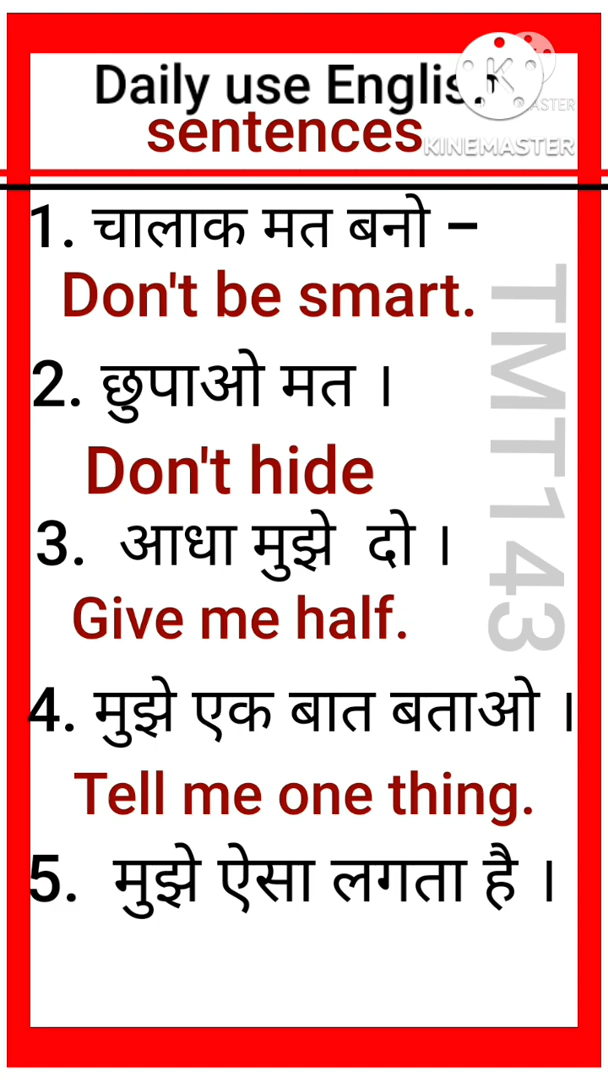 Daily use English
sentences
KINEMASTER
1. चालाक मत बनो –
Don't be smart.
2. छुपाओ मत ।
Don't hide
3. आधा मुझे दो ।
Give me half.
4. मुझे एक बात बताओ ।
Tell me one thing.
5. मुझे ऐसा लगता है ।
TMT143